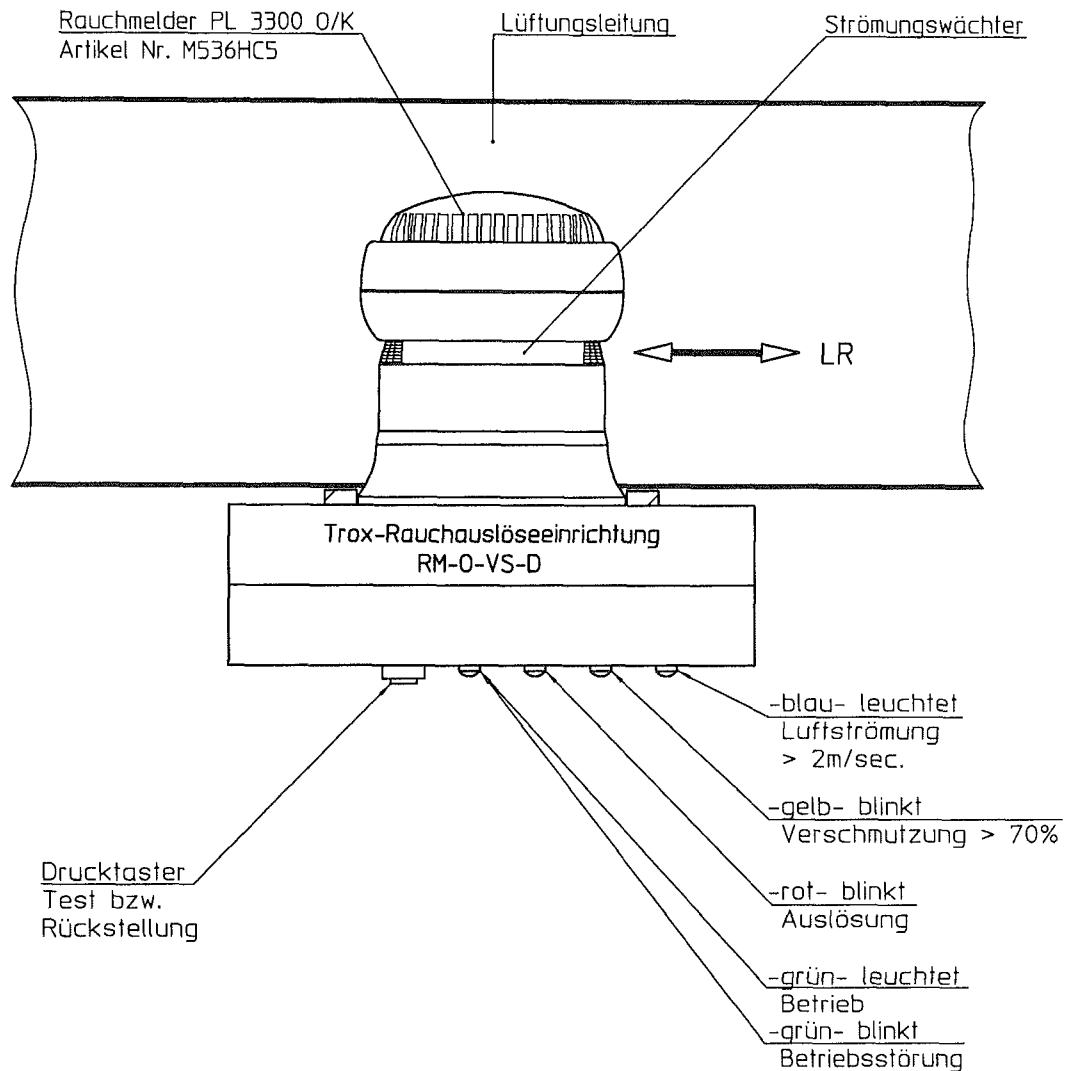 Rauchmelder PL 3300 O/K
Artikel Nr. M536HC5
Lüftungsleitung
Strömungswächter
LR
Trox-Rauchauslöseeinrichtung
RM-O-VS-D
-blau- leuchtet
Luftströmung
> 2m/sec.
-gelb- blinkt
Verschmutzung > 70%
Drucktaster
Test bzw.
Rückstellung
-rot- blinkt
Auslösung
-grün- leuchtet
Betrieb
-grün- blinkt
Betriebsstörung